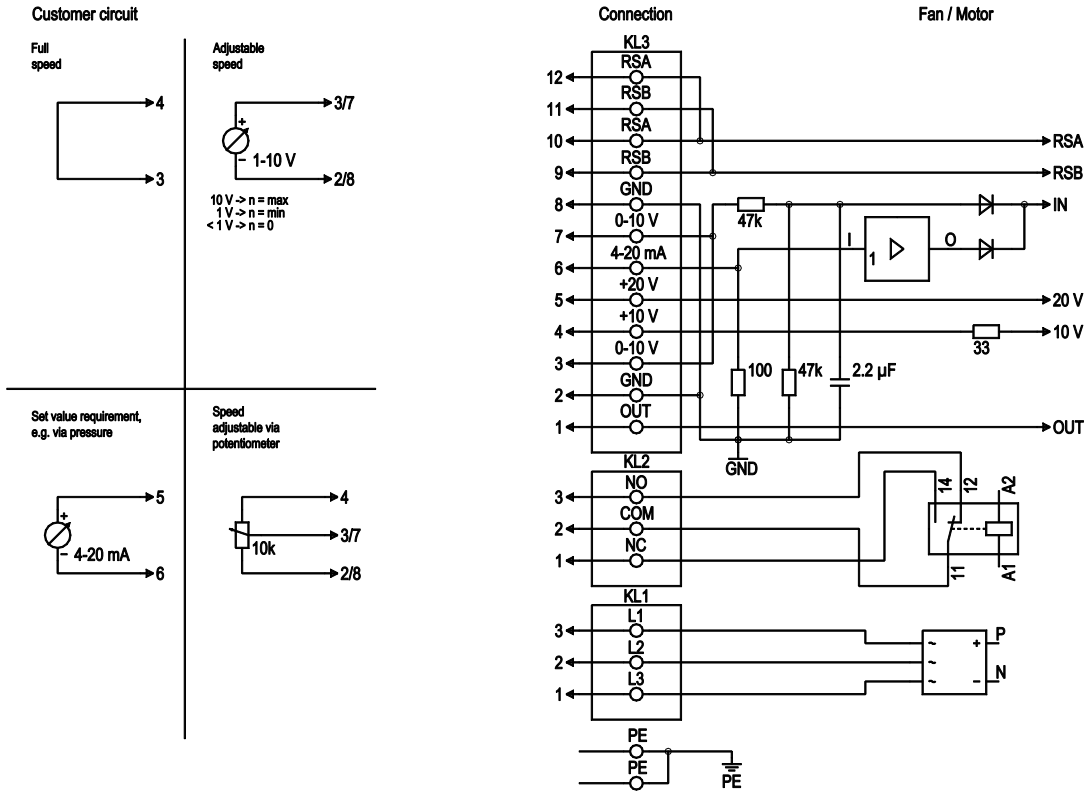 Customer circuit
Full
speed
4
3
Adjustable
speed
3/7
+
–
1-10 V
2/8
10 V -> n = max
1 V -> n = min
< 1 V -> n = 0
Set value requirement,
e.g. via pressure
5
+
–
4-20 mA
6
Speed
adjustable via
potentiometer
4
3/7
10k
2/8
Connection
Fan / Motor
KL3
12 RSA
11 RSB
10 RSA RSA
9 RSB RSB
8 GND 47k IN
7 0-10 V I 1 O
6 4-20 mA
5 +20 V 20 V
4 +10 V 33 10 V
3 0-10 V
100 47k 2.2 µF
2 GND
1 OUT OUT
GND
KL2
3 NO
2 COM
1 NC
14 12 A2
11 A1
KL1
3 L1
2 L2
1 L3
~ + P
~
~ – N
PE
PE
PE